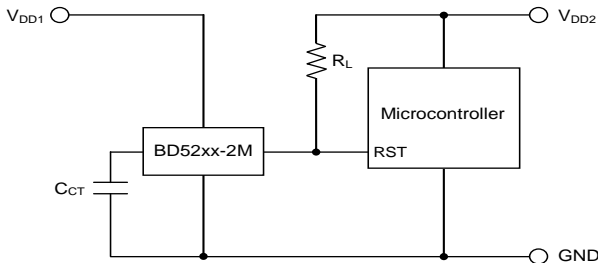 VDD1
VDD2
RL
Microcontroller
BD52xx-2M
RST
CCT
GND